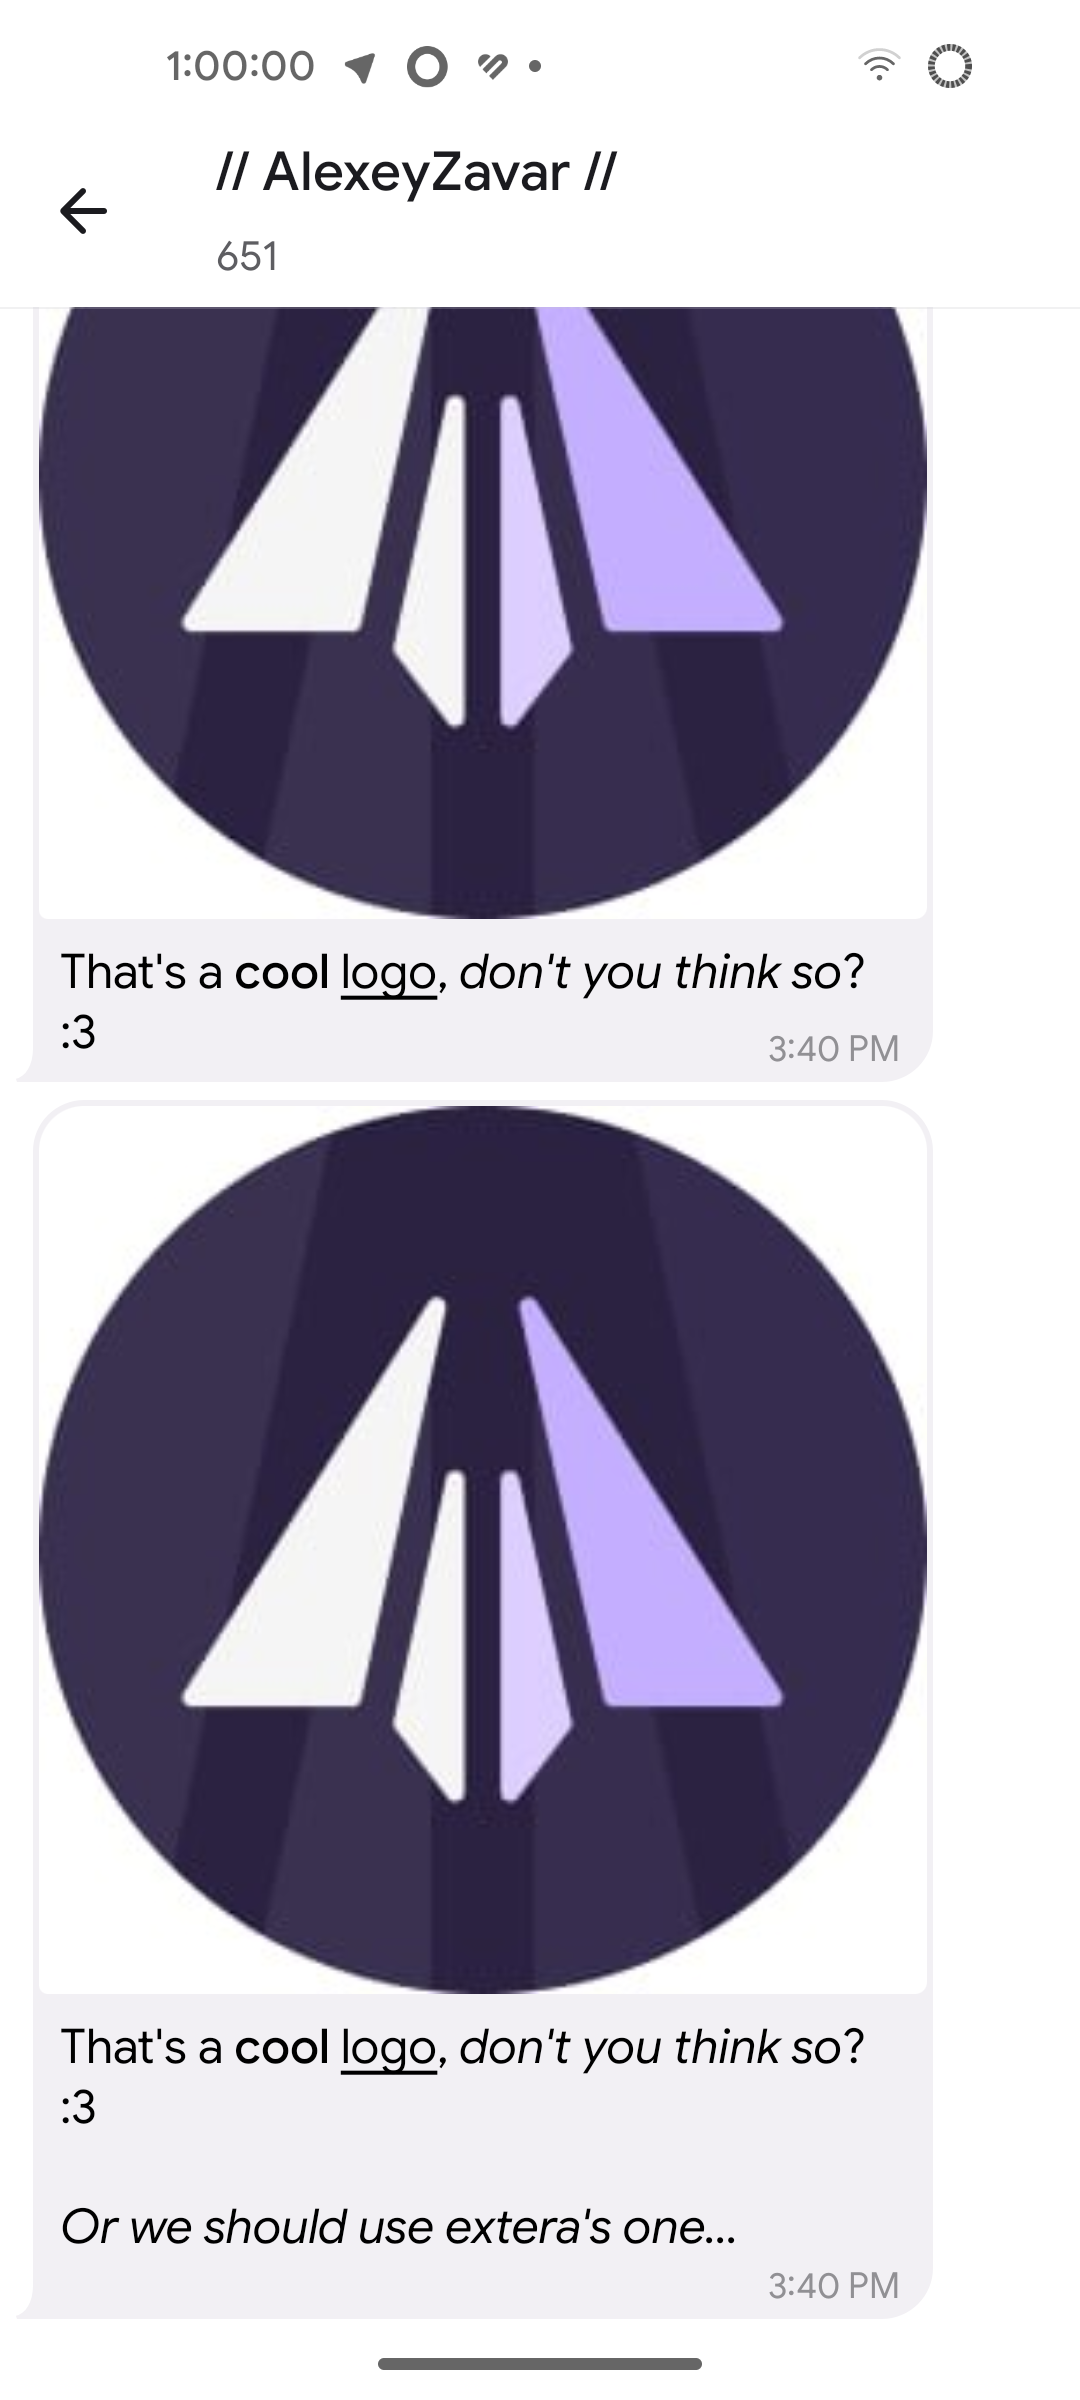 1:00:00
// AlexeyZavar //
651
That's a cool logo, don't you think so?
:3
3:40 PM
That's a cool logo, don't you think so?
:3
Or we should use extera's one...
3:40 PM